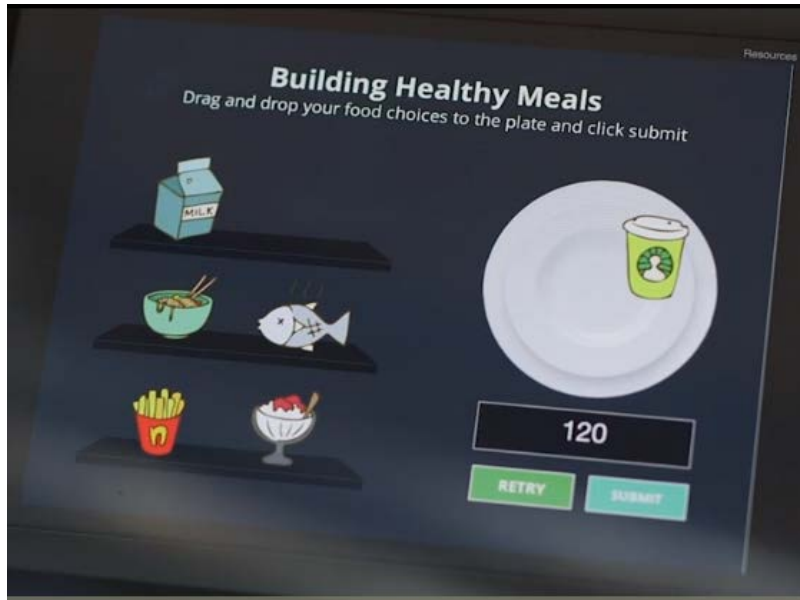 Resources
Building Healthy Meals
Drag and drop your food choices to the plate and click submit
MILK
n
120
RETRY
SUBMIT